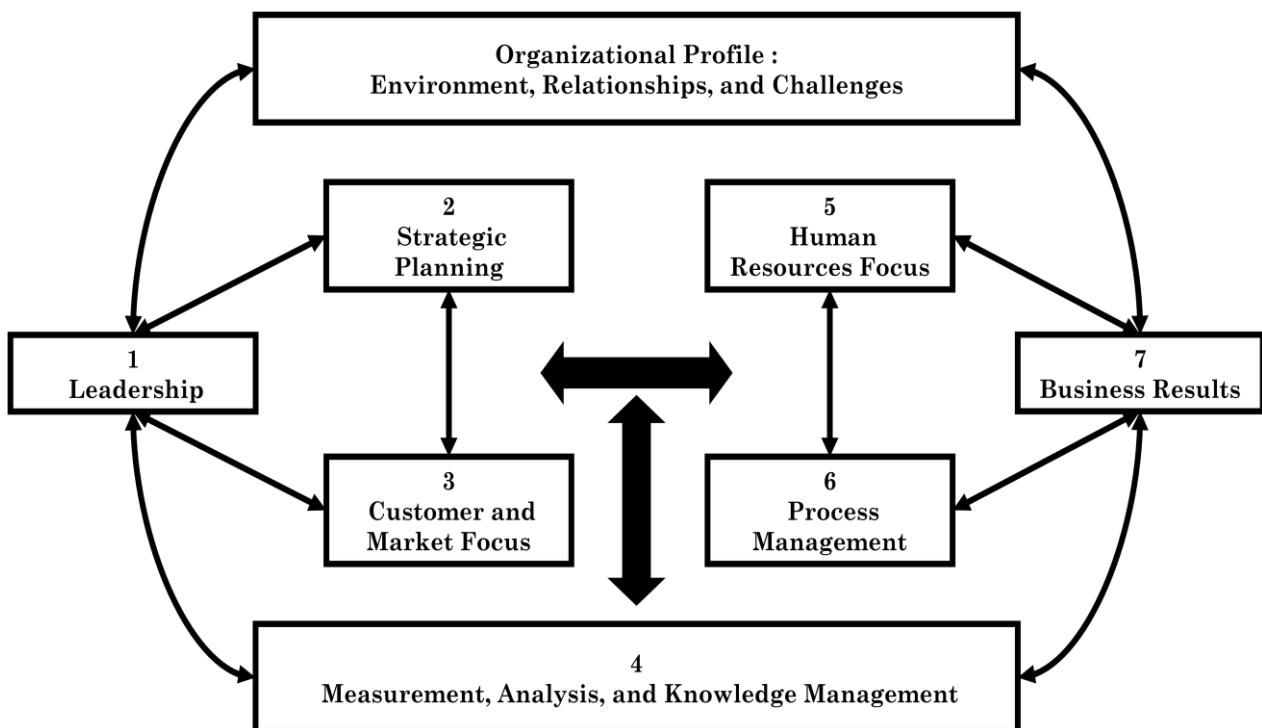 Organizational Profile :
Environment, Relationships, and Challenges
2
Strategic
Planning
5
Human
Resources Focus
1
Leadership
7
Business Results
3
Customer and
Market Focus
6
Process
Management
4
Measurement, Analysis, and Knowledge Management